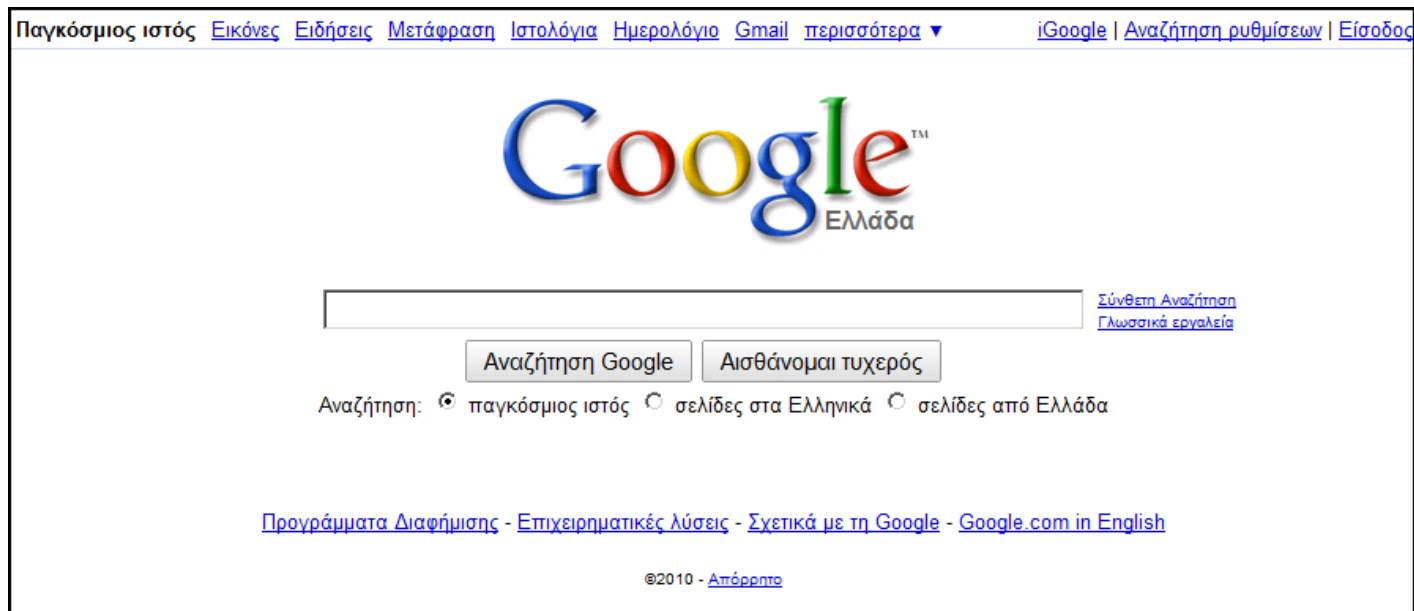 Παγκόσμιος ιστός Εικόνες Ειδήσεις Μετάφραση Ιστολόγια Ημερολόγιο Gmail περισσότερα ▼ iGoogle | Αναζήτηση ρυθμίσεων | Είσοδος
Google™
Ελλάδα
Σύνθετη Αναζήτηση
Γλωσσικά εργαλεία
Αναζήτηση Google Αισθάνομαι τυχερός
Αναζήτηση: παγκόσμιος ιστός σελίδες στα Ελληνικά σελίδες από Ελλάδα
Προγράμματα Διαφήμισης - Επιχειρηματικές λύσεις - Σχετικά με τη Google - Google.com in English
©2010 - Απόρρητο